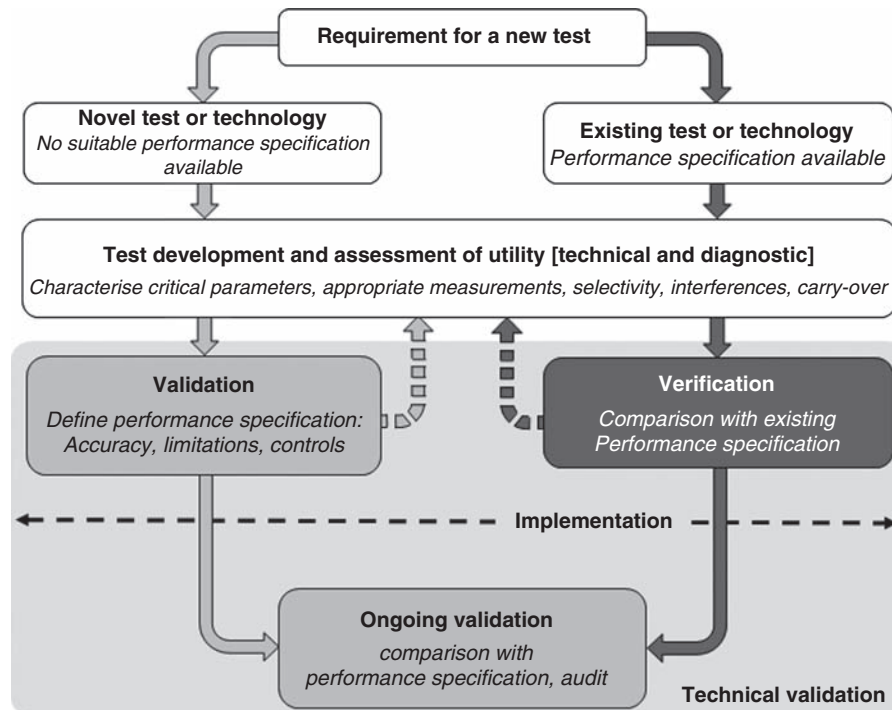 Requirement for a new test
Novel test or technology
No suitable performance specification
available
Existing test or technology
Performance specification available
Test development and assessment of utility [technical and diagnostic]
Characterise critical parameters, appropriate measurements, selectivity, interferences, carry-over
Validation
Define performance specification:
Accuracy, limitations, controls
Verification
Comparison with existing
Performance specification
Implementation
Ongoing validation
comparison with
performance specification, audit
Technical validation